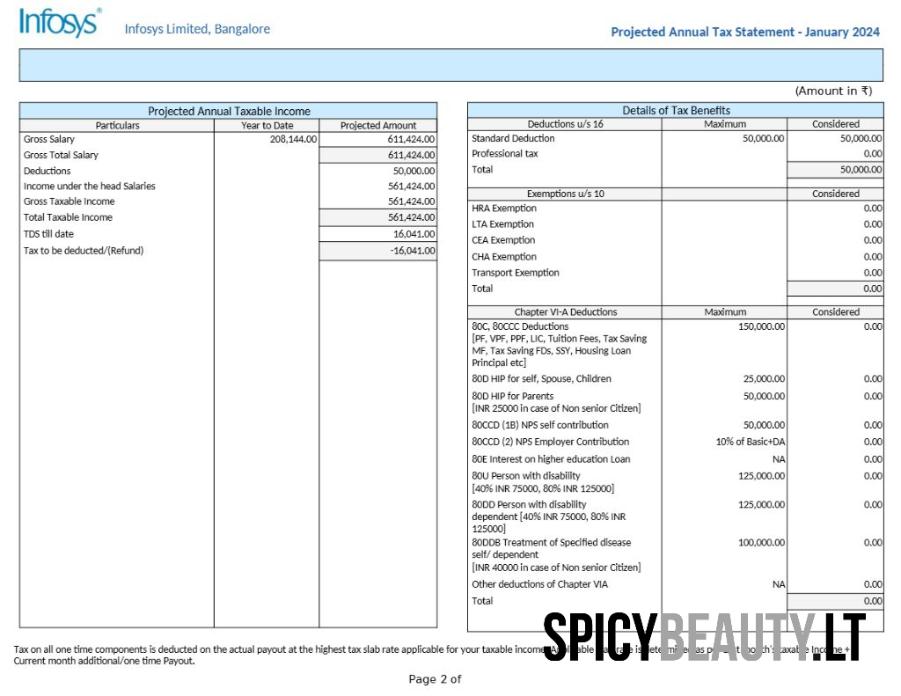 Infosys®
Infosys Limited, Bangalore
Projected Annual Tax Statement - January 2024
(Amount in ₹)
Projected Annual Taxable Income
Particulars Year to Date Projected Amount
Gross Salary 208,144.00 611,424.00
Gross Total Salary 611,424.00
Deductions 50,000.00
Income under the head Salaries 561,424.00
Gross Taxable Income 561,424.00
Total Taxable Income 561,424.00
TDS till date 16,041.00
Tax to be deducted/(Refund) -16,041.00
Details of Tax Benefits
Deductions u/s 16 Maximum Considered
Standard Deduction 50,000.00 50,000.00
Professional tax 0.00
Total 50,000.00
Exemptions u/s 10 Considered
HRA Exemption 0.00
LTA Exemption 0.00
CEA Exemption 0.00
CHA Exemption 0.00
Transport Exemption 0.00
Total 0.00
Chapter VI-A Deductions Maximum Considered
80C, 80CCC Deductions 150,000.00 0.00
[PF, VPF, PPF, LIC, Tuition Fees, Tax Saving
MF, Tax Saving FDs, SSY, Housing Loan
Principal etc]
80D HIP for self, Spouse, Children 25,000.00 0.00
80D HIP for Parents 50,000.00 0.00
[INR 25000 in case of Non senior Citizen]
80CCD (1B) NPS self contribution 50,000.00 0.00
80CCD (2) NPS Employer Contribution 10% of Basic+DA 0.00
80E Interest on higher education Loan NA 0.00
80U Person with disability 125,000.00 0.00
[40% INR 75000, 80% INR 125000]
80DD Person with disability 125,000.00 0.00
dependent [40% INR 75000, 80% INR
125000]
80DDB Treatment of Specified disease 100,000.00 0.00
self/ dependent
[INR 40000 in case of Non senior Citizen]
Other deductions of Chapter VIA NA 0.00
Total 0.00
SPICYBEAUTY.LT
Tax on all one time components is deducted on the actual payout at the highest tax slab rate applicable for your taxable income. taxable Income +
Current month additional/one time Payout.
Page 2 of